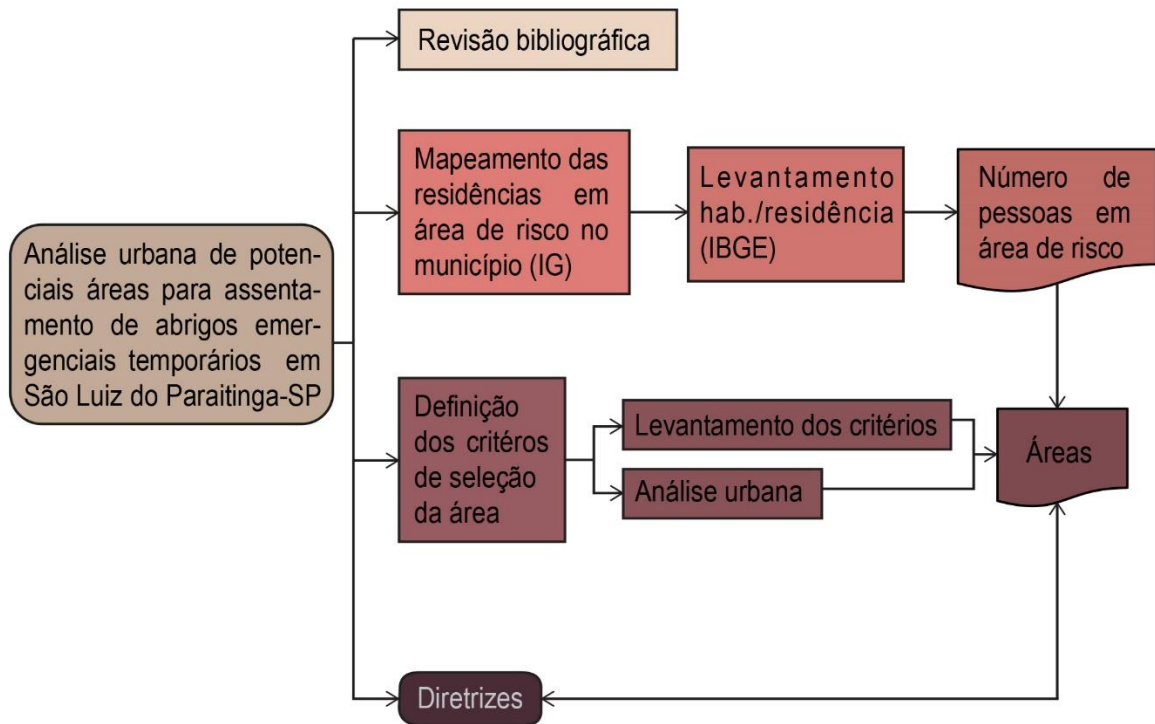 Revisão bibliográfica
Mapeamento das
residências em
área de risco no
município (IG)
Levantamento
hab./residência
(IBGE)
Número de
pessoas em
área de risco
Análise urbana de poten-
ciais áreas para assenta-
mento de abrigos emer-
genciais temporários em
São Luiz do Paraitinga-SP
Definição
dos critéros
de seleção
da área
Levantamento dos critérios
Análise urbana
Áreas
Diretrizes